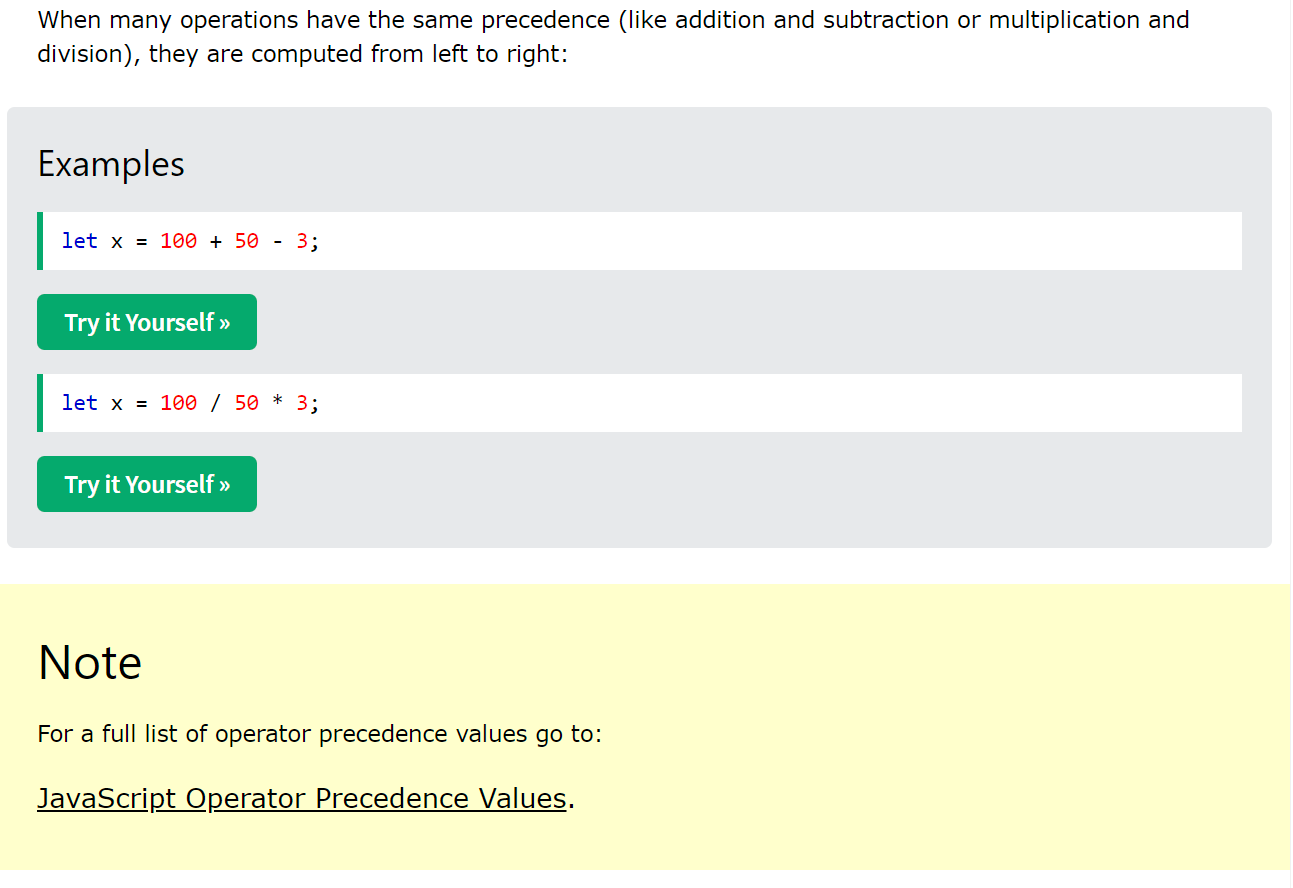 When many operations have the same precedence (like addition and subtraction or multiplication and
division), they are computed from left to right:
Examples
let x = 100 + 50 - 3;
Try it Yourself »
let x = 100 / 50 * 3;
Try it Yourself »
Note
For a full list of operator precedence values go to:
JavaScript Operator Precedence Values.